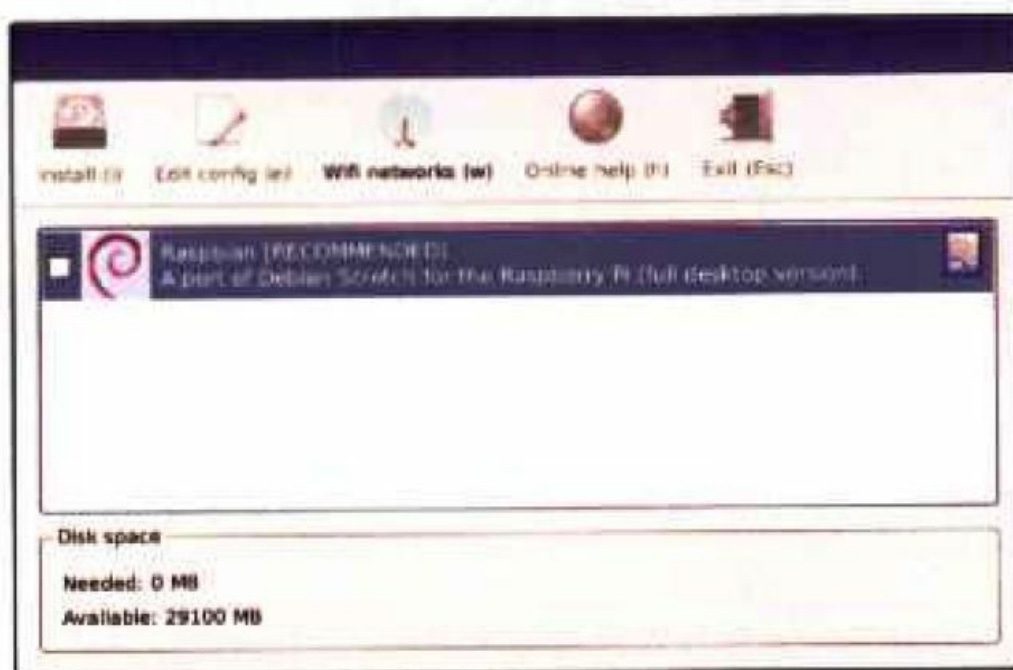 Install (i)
Edit config (e)
Wifi networks (w)
Online help (h)
Exit (Esc)
Raspbian [RECOMMENDED]
A port of Debian Stretch for the Raspberry Pi (full desktop version)
Disk space
Needed: 0 MB
Available: 29100 MB